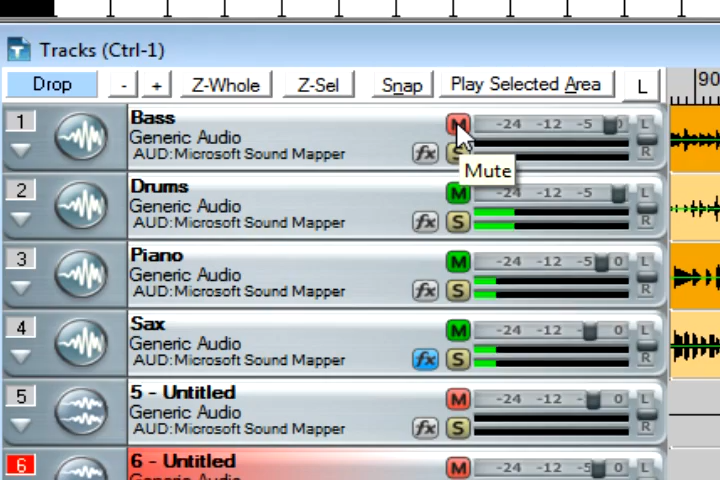 Tracks (Ctrl-1)
Drop - + Z-Whole Z-Sel Snap Play Selected Area L 90
1 Bass M -24 -12 -5 0 L
Generic Audio
AUD:Microsoft Sound Mapper fx S R
Mute
2 Drums M -24 -12 -5 L
Generic Audio
AUD:Microsoft Sound Mapper fx S R
3 Piano M -24 -12 -5 0 L
Generic Audio
AUD:Microsoft Sound Mapper fx S R
4 Sax M -24 -12 0 L
Generic Audio
AUD:Microsoft Sound Mapper fx S R
5 5 - Untitled M -24 -12 - 0 L
Generic Audio
AUD:Microsoft Sound Mapper fx S R
6 6 - Untitled M -24 -12 -5 0 L
Generic Audio